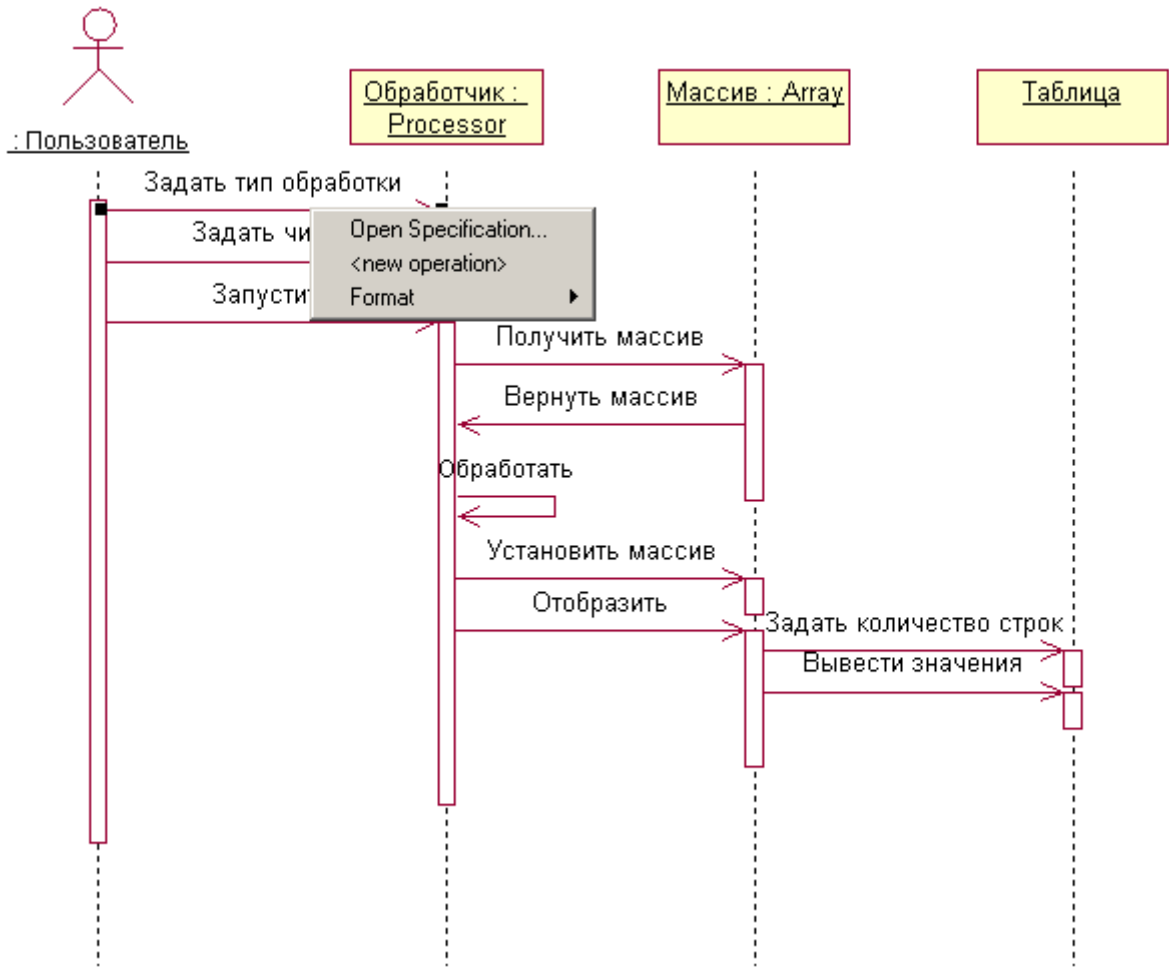 : Пользователь
Обработчик :
Processor
Массив : Array
Таблица
Задать тип обработки
Задать
Open Specification...
<new operation>
Format
Получить массив
Вернуть массив
Обработать
Установить массив
Отобразить
Задать количество строк
Вывести значения